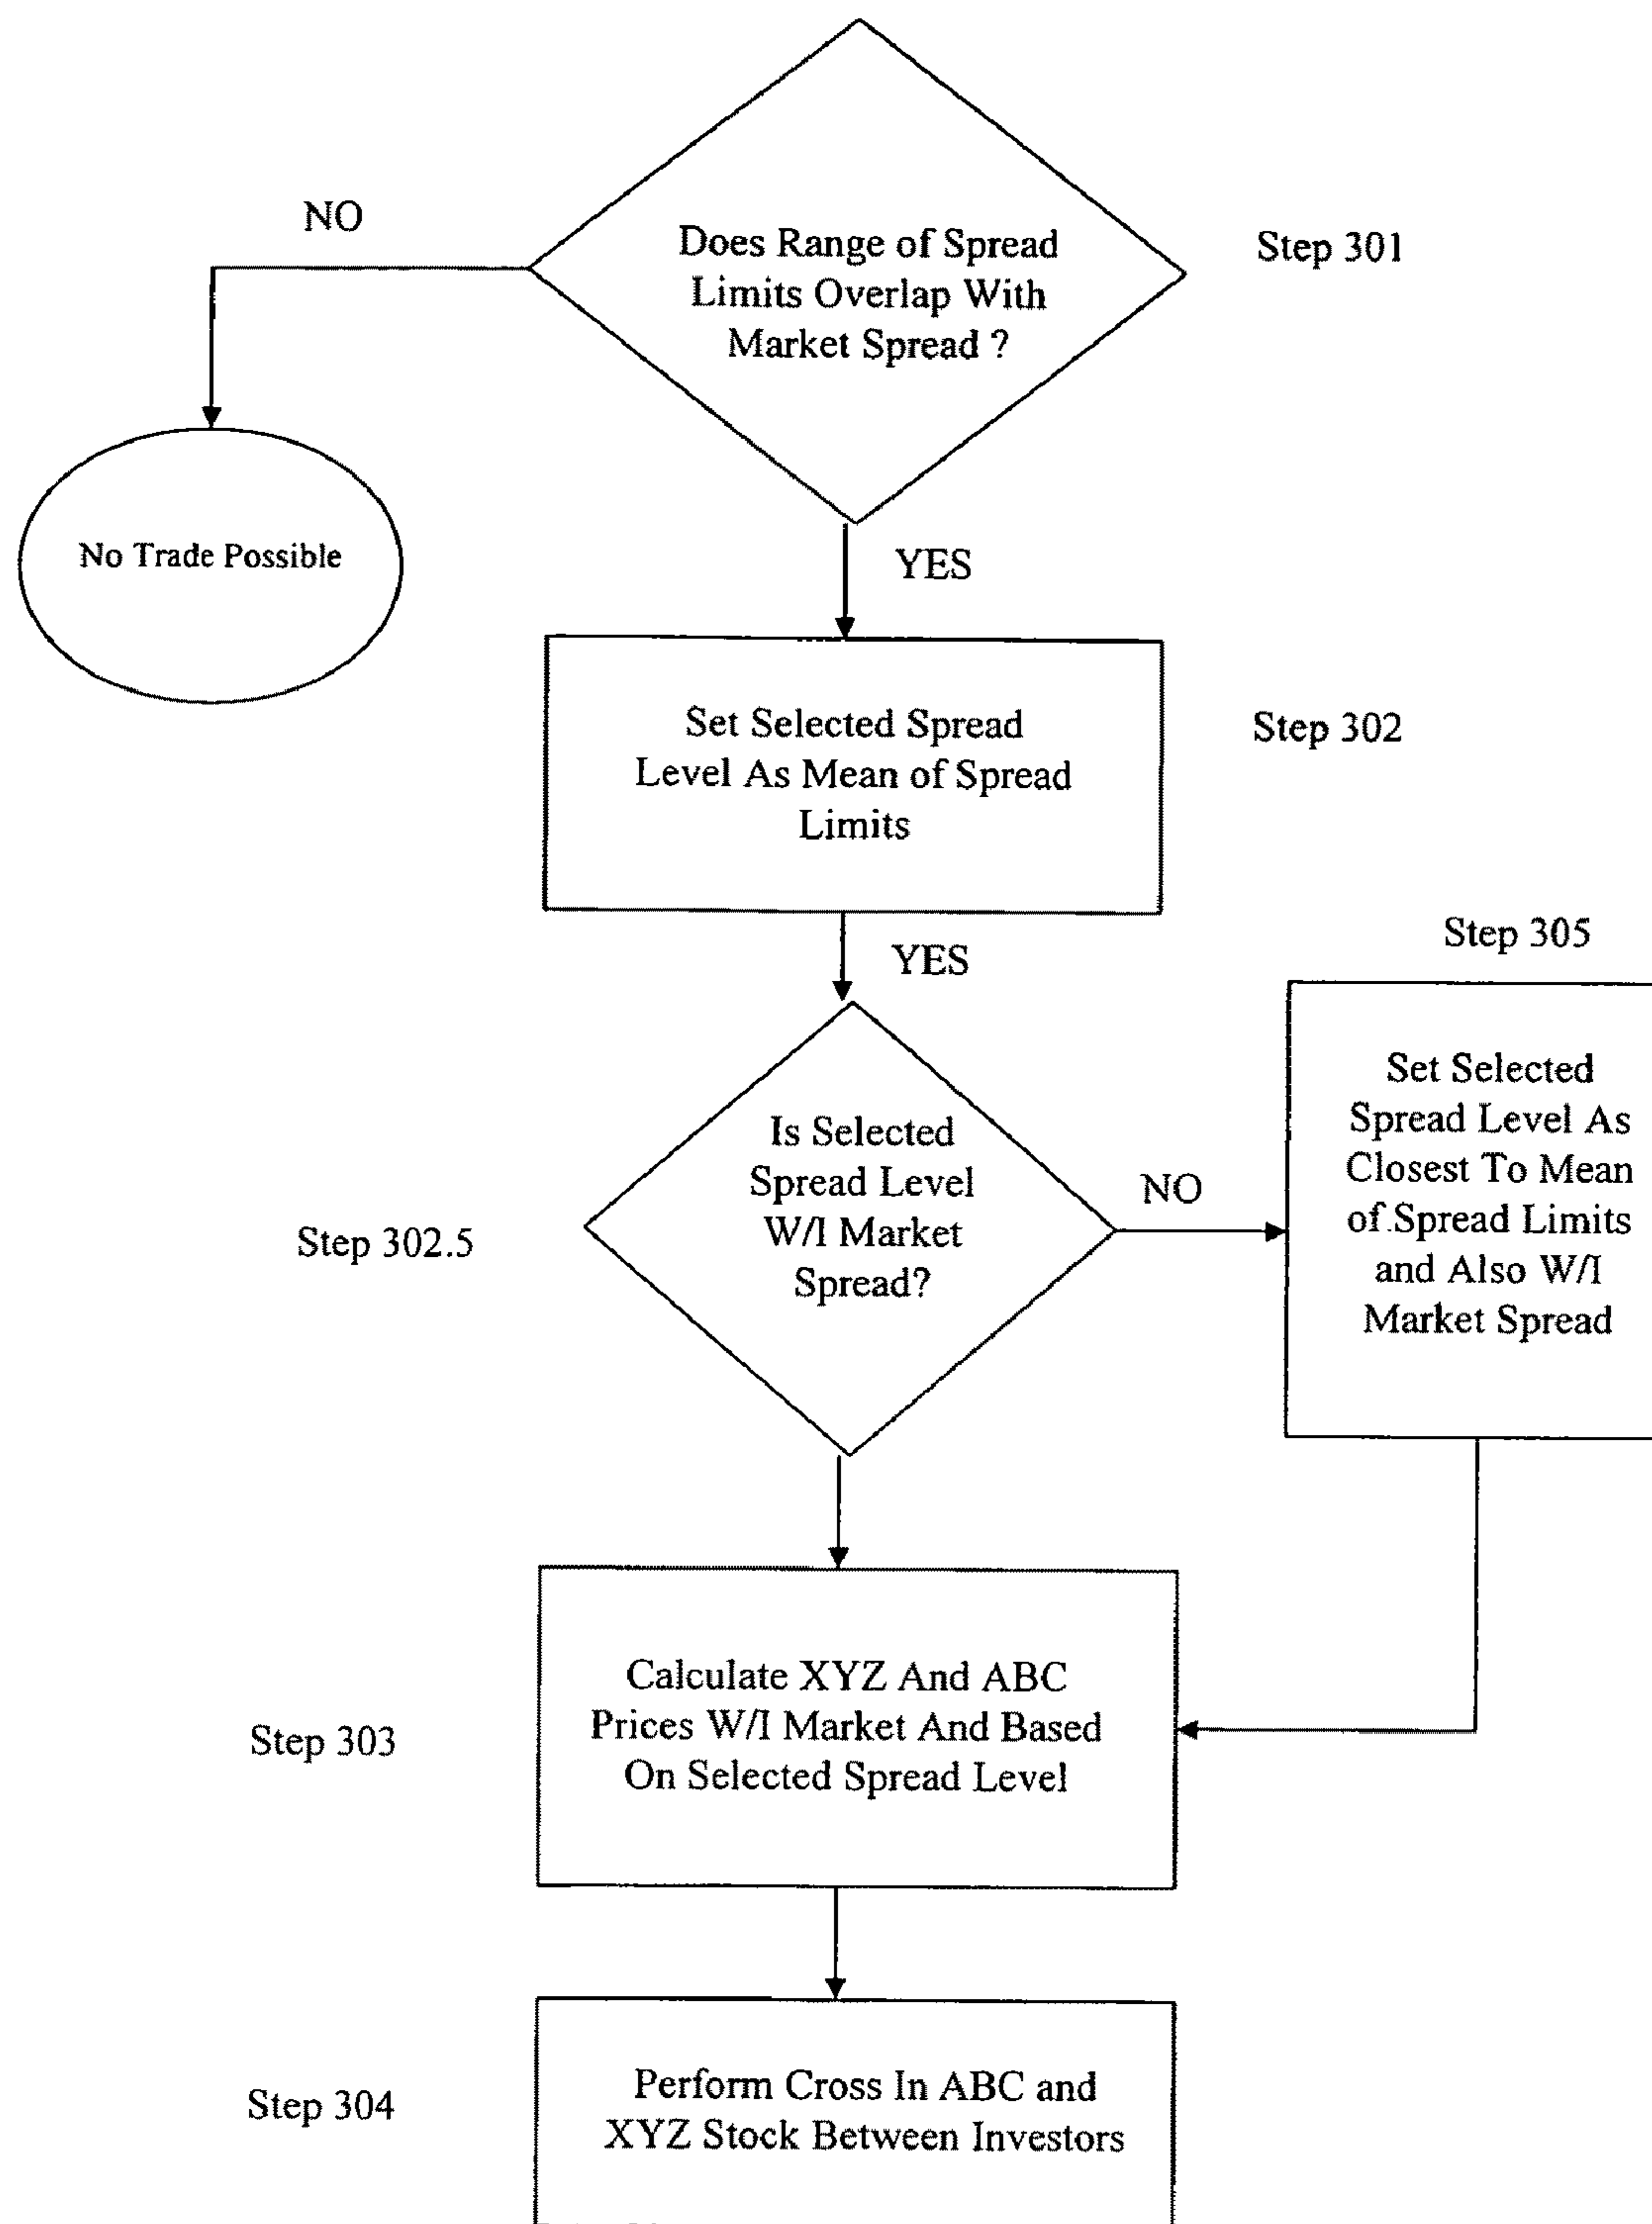 NO
Does Range of Spread
Limits Overlap With
Market Spread ?
Step 301
No Trade Possible
YES
Set Selected Spread
Level As Mean of Spread
Limits
Step 302
YES
Step 305
Set Selected
Spread Level As
Closest To Mean
of Spread Limits
and Also W/I
Market Spread
Is Selected
Spread Level
W/I Market
Spread?
NO
Step 302.5
Calculate XYZ And ABC
Prices W/I Market And Based
On Selected Spread Level
Step 303
Perform Cross In ABC and
XYZ Stock Between Investors
Step 304